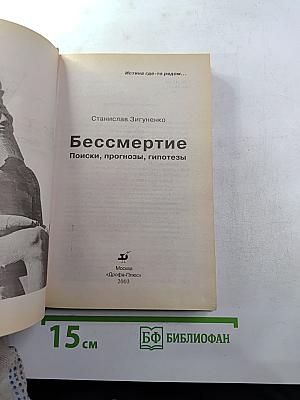 Истина где-то рядом...
Станислав Зигуненко
Бессмертие
Поиски, прогнозы, гипотезы
Москва
«Дрофа-Плюс»
2003
15 см
БФ БИБЛИОФАН